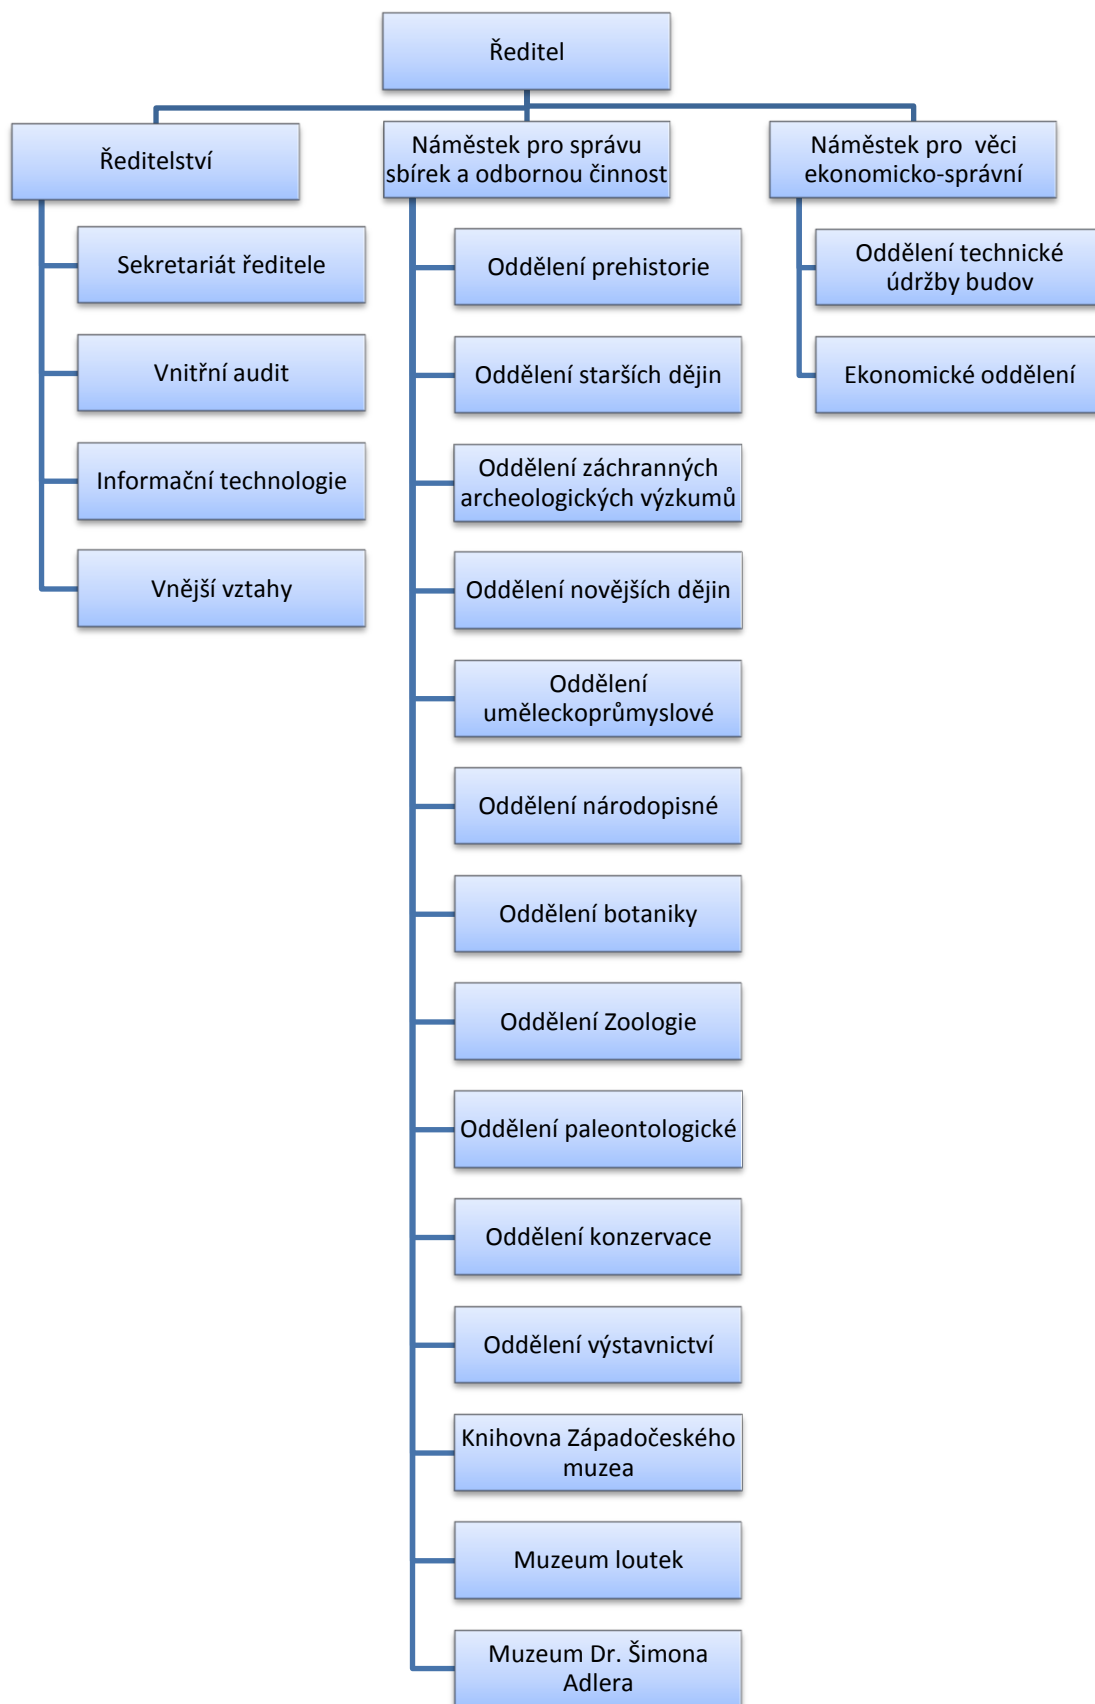 Ředitel
Ředitelství
Sekretariát ředitele
Vnitřní audit
Informační technologie
Vnější vztahy
Náměstek pro správu
sbírek a odbornou činnost
Oddělení prehistorie
Oddělení starších dějin
Oddělení záchranných
archeologických výzkumů
Oddělení novějších dějin
Oddělení
uměleckoprůmyslové
Oddělení národopisné
Oddělení botaniky
Oddělení Zoologie
Oddělení paleontologické
Oddělení konzervace
Oddělení výstavnictví
Knihovna Západočeského
muzea
Muzeum loutek
Muzeum Dr. Šimona
Adlera
Náměstek pro  věci
ekonomicko-správní
Oddělení technické
údržby budov
Ekonomické oddělení